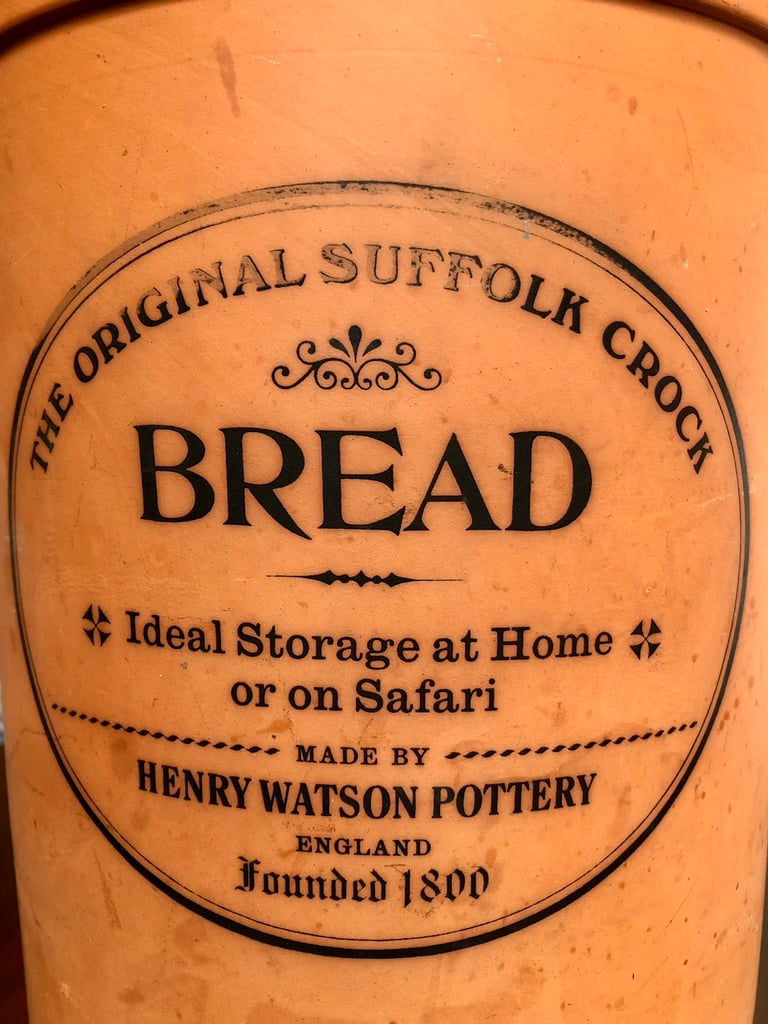 THE ORIGINAL SUFFOLK CROCK
BREAD
Ideal Storage at Home
or on Safari
MADE BY
HENRY WATSON POTTERY
ENGLAND
Founded 1800